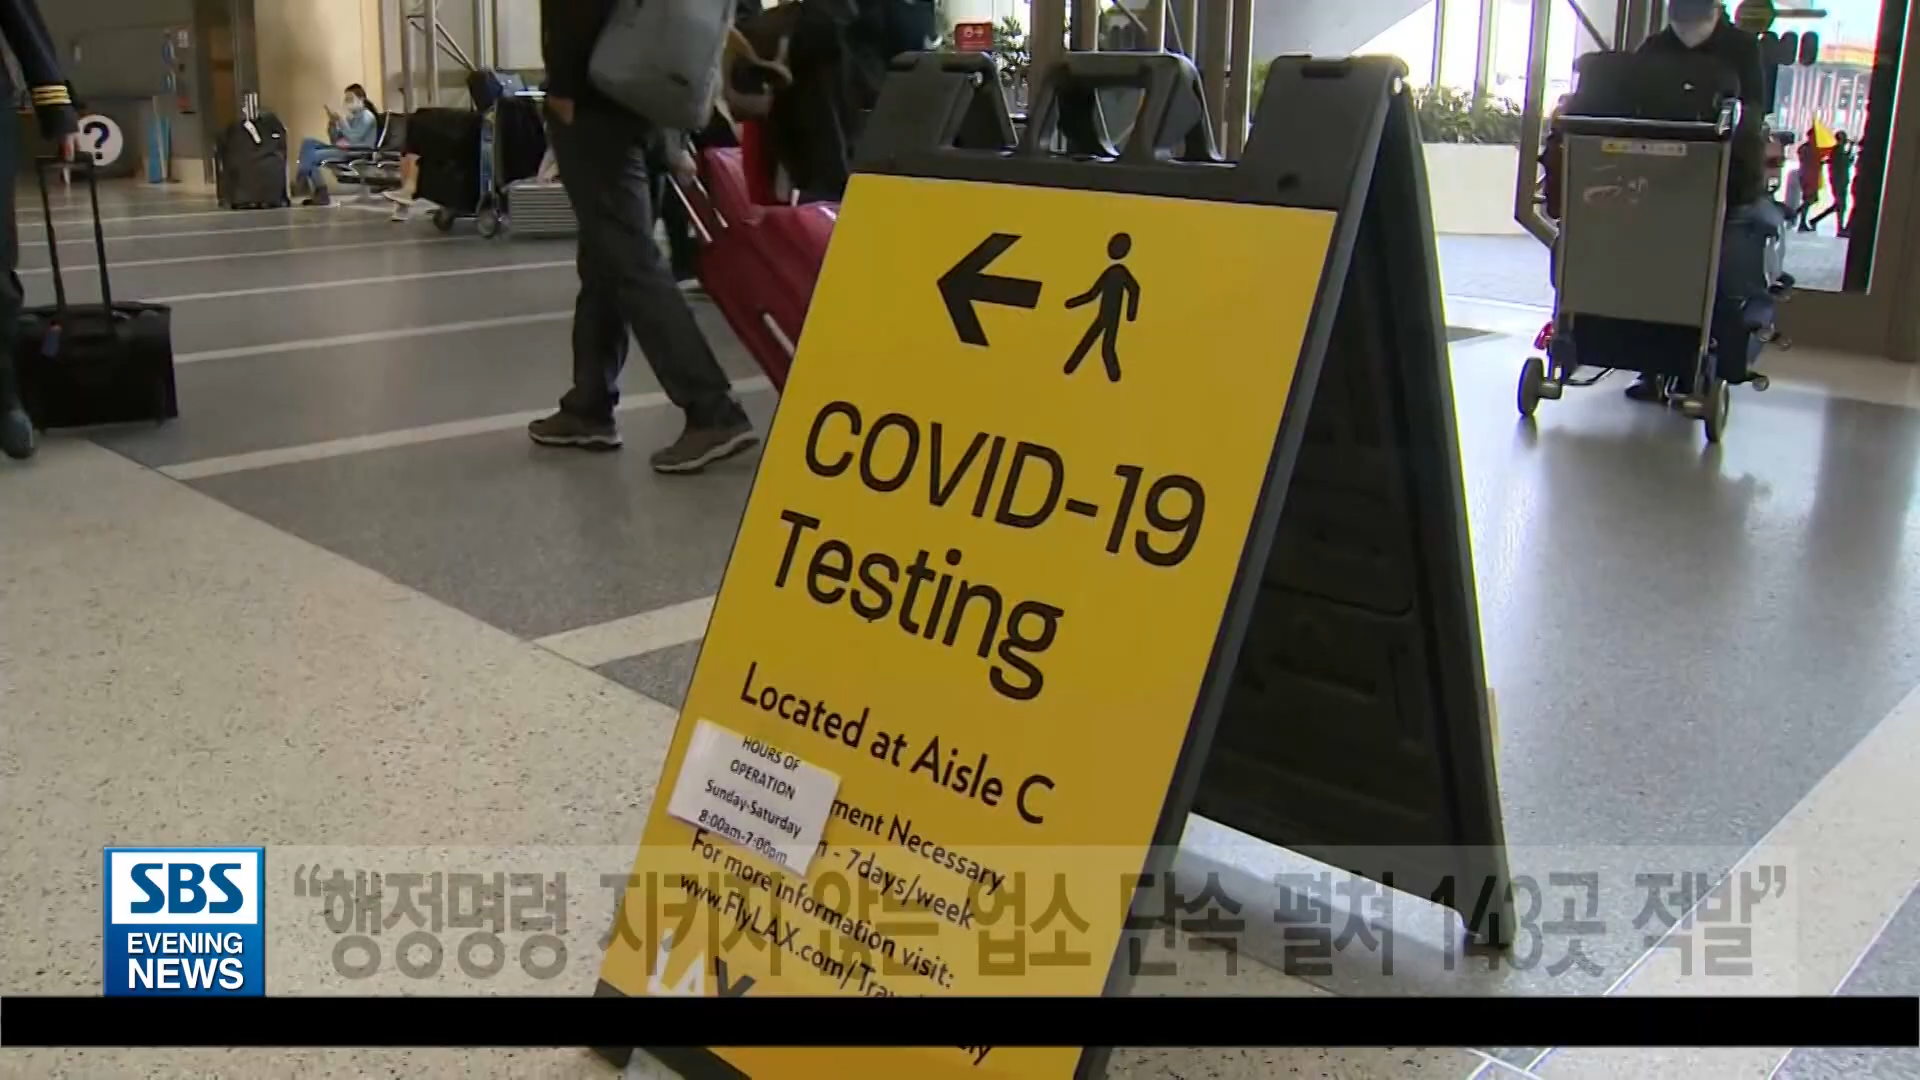 ?
COVID-19
Testing
Located at Aisle C
HOURS OF
OPERATION
Sunday-Saturday
8:00am-7:00pm
Necessary
- 7days/week
For more information visit:
www.FlyLAX.com/
SBS
EVENING
NEWS
“행정명령 지키지 않는 업소 단속 펼쳐 143곳 적발”